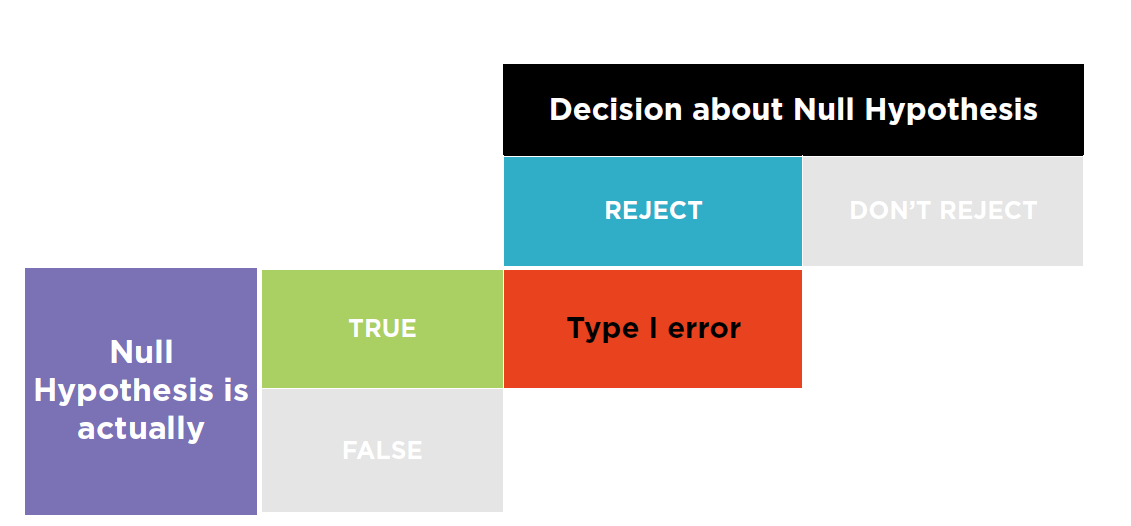 Decision about Null Hypothesis
REJECT
DON’T REJECT
Null
Hypothesis is
actually
TRUE
Type I error
FALSE